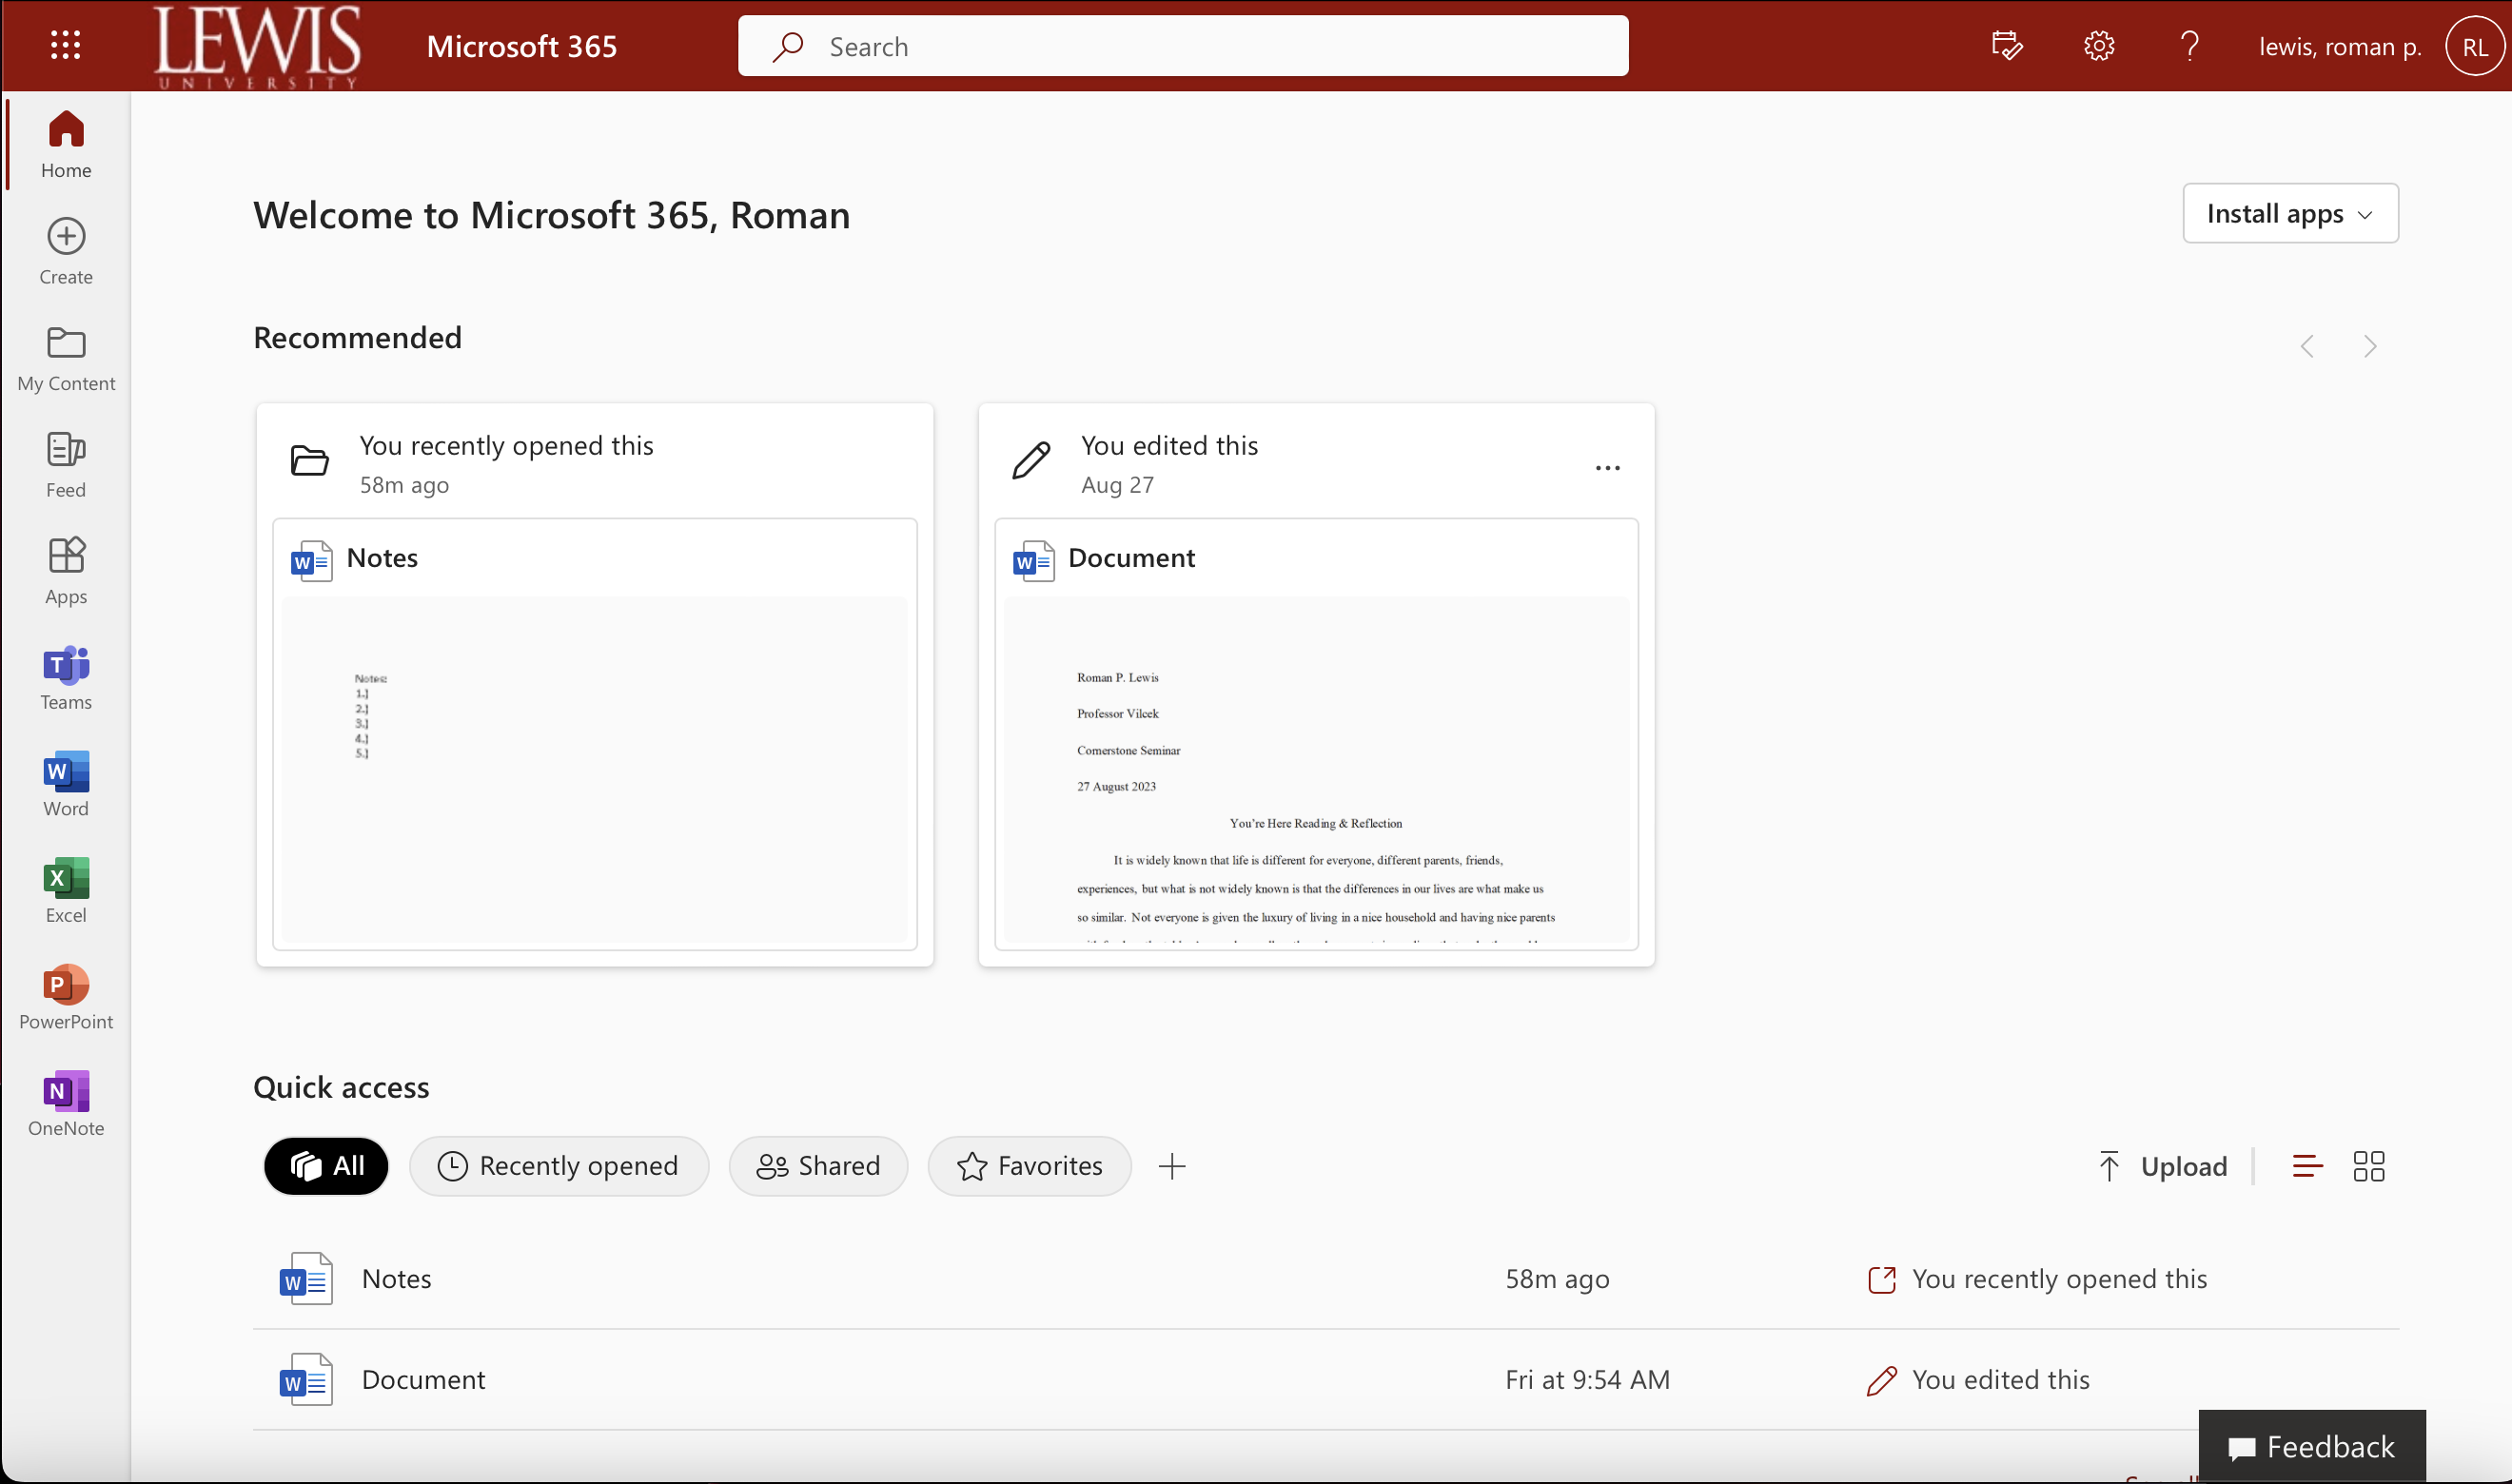 LEWIS
UNIVERSITY
Microsoft 365
Search
lewis, roman p.
RL
Home
Create
My Content
Feed
Apps
Teams
Word
Excel
PowerPoint
OneNote
Welcome to Microsoft 365, Roman
Install apps
Recommended
You recently opened this
58m ago
Notes
Notes:
1.]
2.]
3.]
4.]
5.]
You edited this
Aug 27
Document
Roman P. Lewis
Professor Vilcek
Cornerstone Seminar
27 August 2023
You're Here Reading & Reflection
It is widely known that life is different for everyone, different parents, friends,
experiences, but what is not widely known is that the differences in our lives are what make us
so similar. Not everyone is given the luxury of living in a nice household and having nice parents
Quick access
All
Recently opened
Shared
Favorites
Upload
Notes
58m ago
You recently opened this
Document
Fri at 9:54 AM
You edited this
Feedback